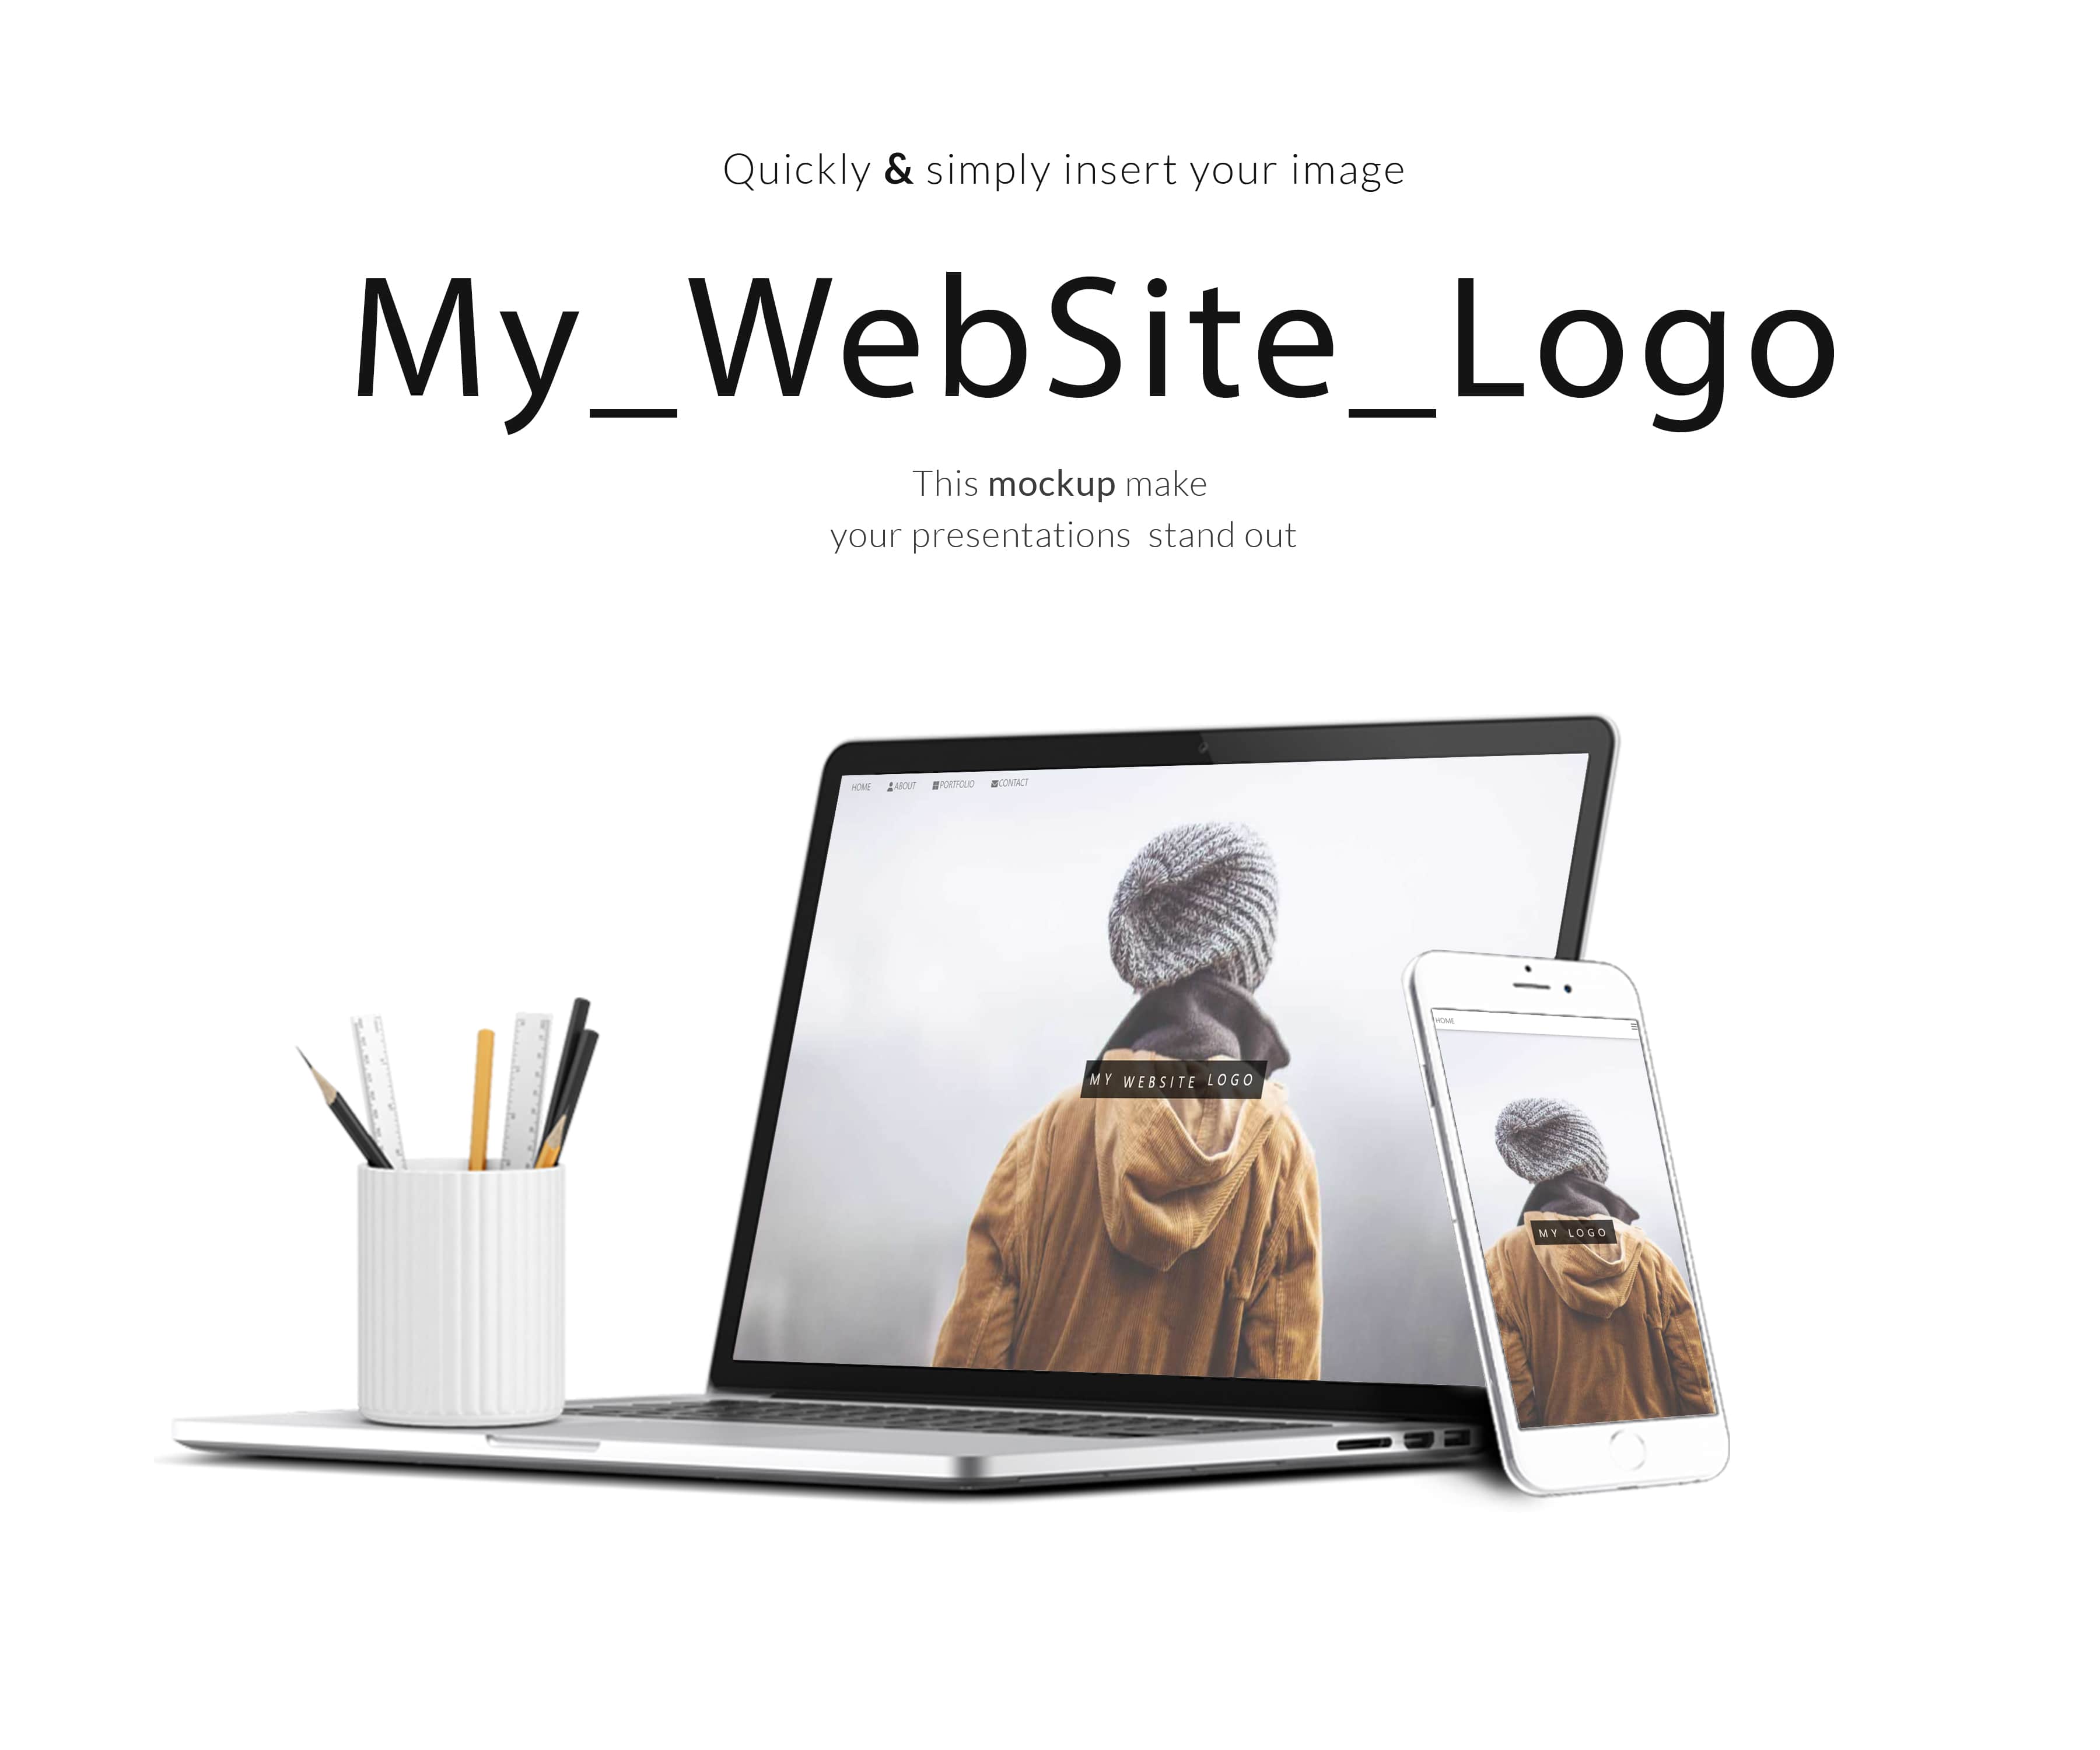 Quickly & simply insert your image
My_WebSite_Logo
This mockup make
your presentations stand out
HOME ABOUT PORTFOLIO CONTACT
MY WEBSITE LOGO
HOME
MY LOGO